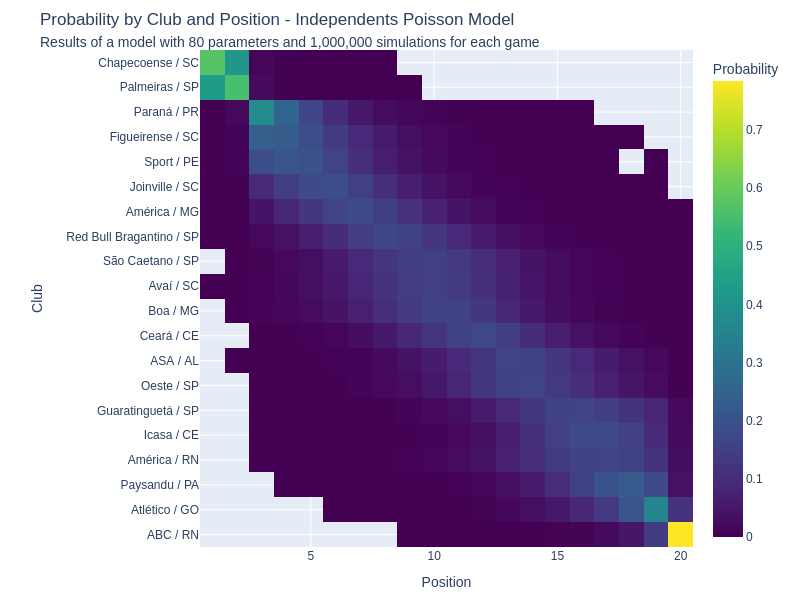 Probability by Club and Position - Independents Poisson Model
Results of a model with 80 parameters and 1,000,000 simulations for each game
Probability
Club
Chapecoense / SC
Palmeiras / SP
Paraná / PR
Figueirense / SC
Sport / PE
Joinville / SC
América / MG
Red Bull Bragantino / SP
São Caetano / SP
Avaí / SC
Boa / MG
Ceará / CE
ASA / AL
Oeste / SP
Guaratinguetá / SP
Icasa / CE
América / RN
Paysandu / PA
Atlético / GO
ABC / RN
0.7
0.6
0.5
0.4
0.3
0.2
0.1
0
5
10
15
20
Position